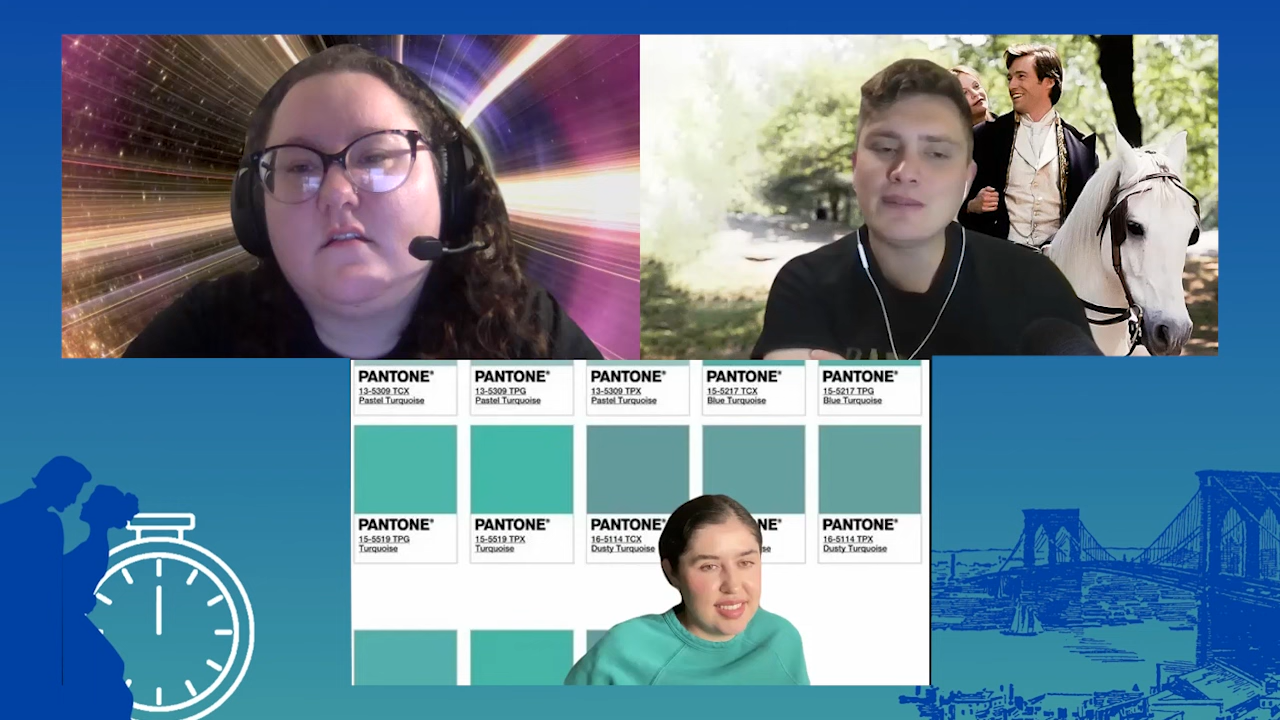 PANTONE®
13-5309 TCX
Pastel Turquoise
PANTONE®
13-5309 TPG
Pastel Turquoise
PANTONE®
13-5309 TPX
Pastel Turquoise
PANTONE®
15-5217 TCX
Blue Turquoise
PANTONE®
15-5217 TPG
Blue Turquoise
PANTONE®
15-5519 TPG
Turquoise
PANTONE®
15-5519 TPX
Turquoise
PANTONE
16-5114 TCX
Dusty Turquoise
NE®
PANTONE®
16-5114 TPX
Dusty Turquoise